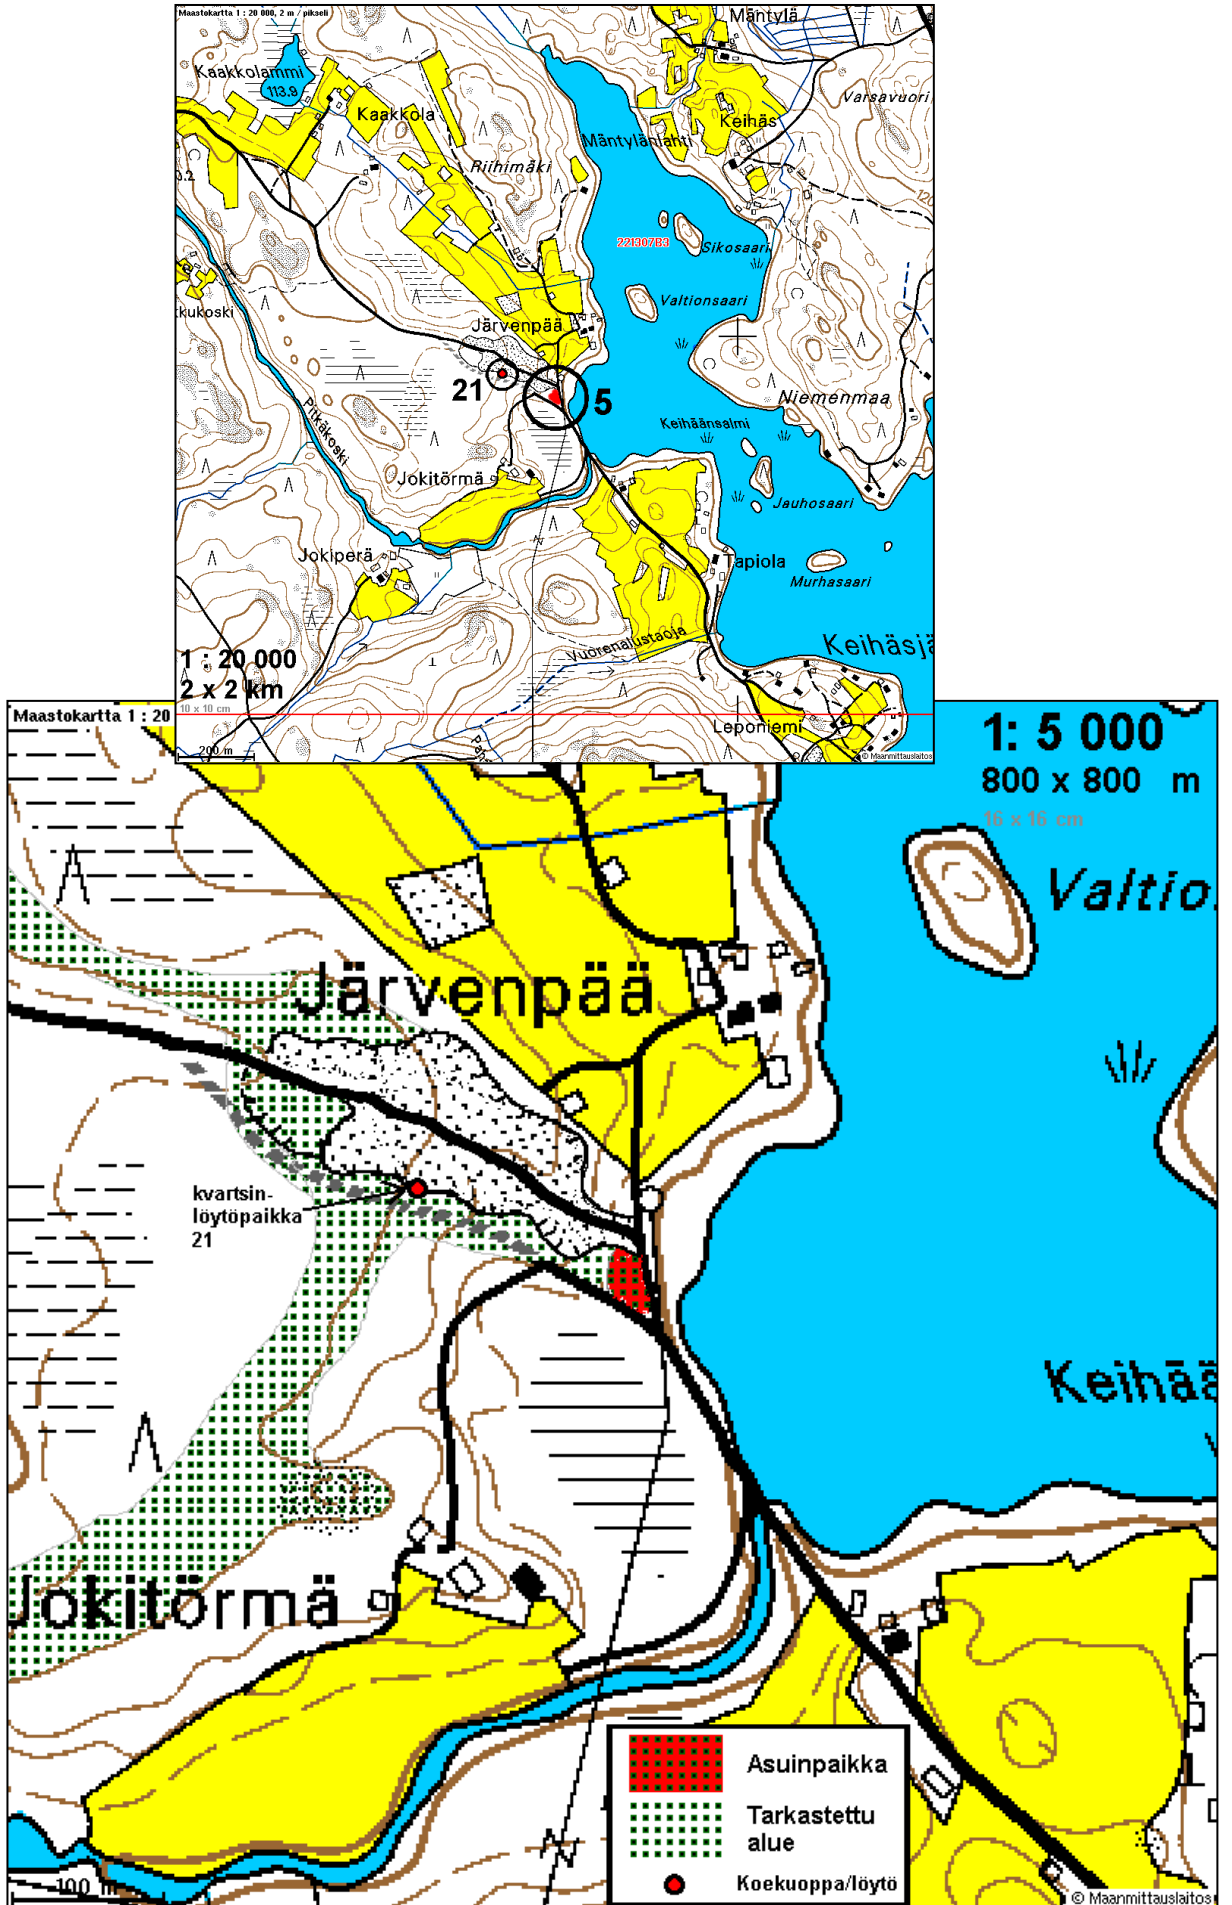 Maastokartta 1 : 20 000, 2 m / pikseli
Mäntylä
Kaakkolammi
113.9
Kaakkola
Varsavuori
Keihäs
Mäntylänlahti
Riihimäki
221307B3
Sikosaari
Valtionsaari
kkukoski
Järvenpää
21
5
Niemenmaa
Keihäänsalmi
Pitkäkoski
Jokitörmä
Jauhosaari
Jokiperä
Tapiola
Murhasaari
Vuorenalustaoja
Keihäsjä
1 : 20 000
2 x 2 km
10 x 10 cm
Leponiemi
200 m
© Maanmittauslaitos
Maastokartta 1 : 20
1: 5 000
800 x 800 m
16 x 16 cm
Valtio
Järvenpää
kvartsin-
löytöpaikka
21
Keihää
Jokitörmä
Asuinpaikka
Tarkastettu
alue
Koekuoppa/löytö
100 m
© Maanmittauslaitos